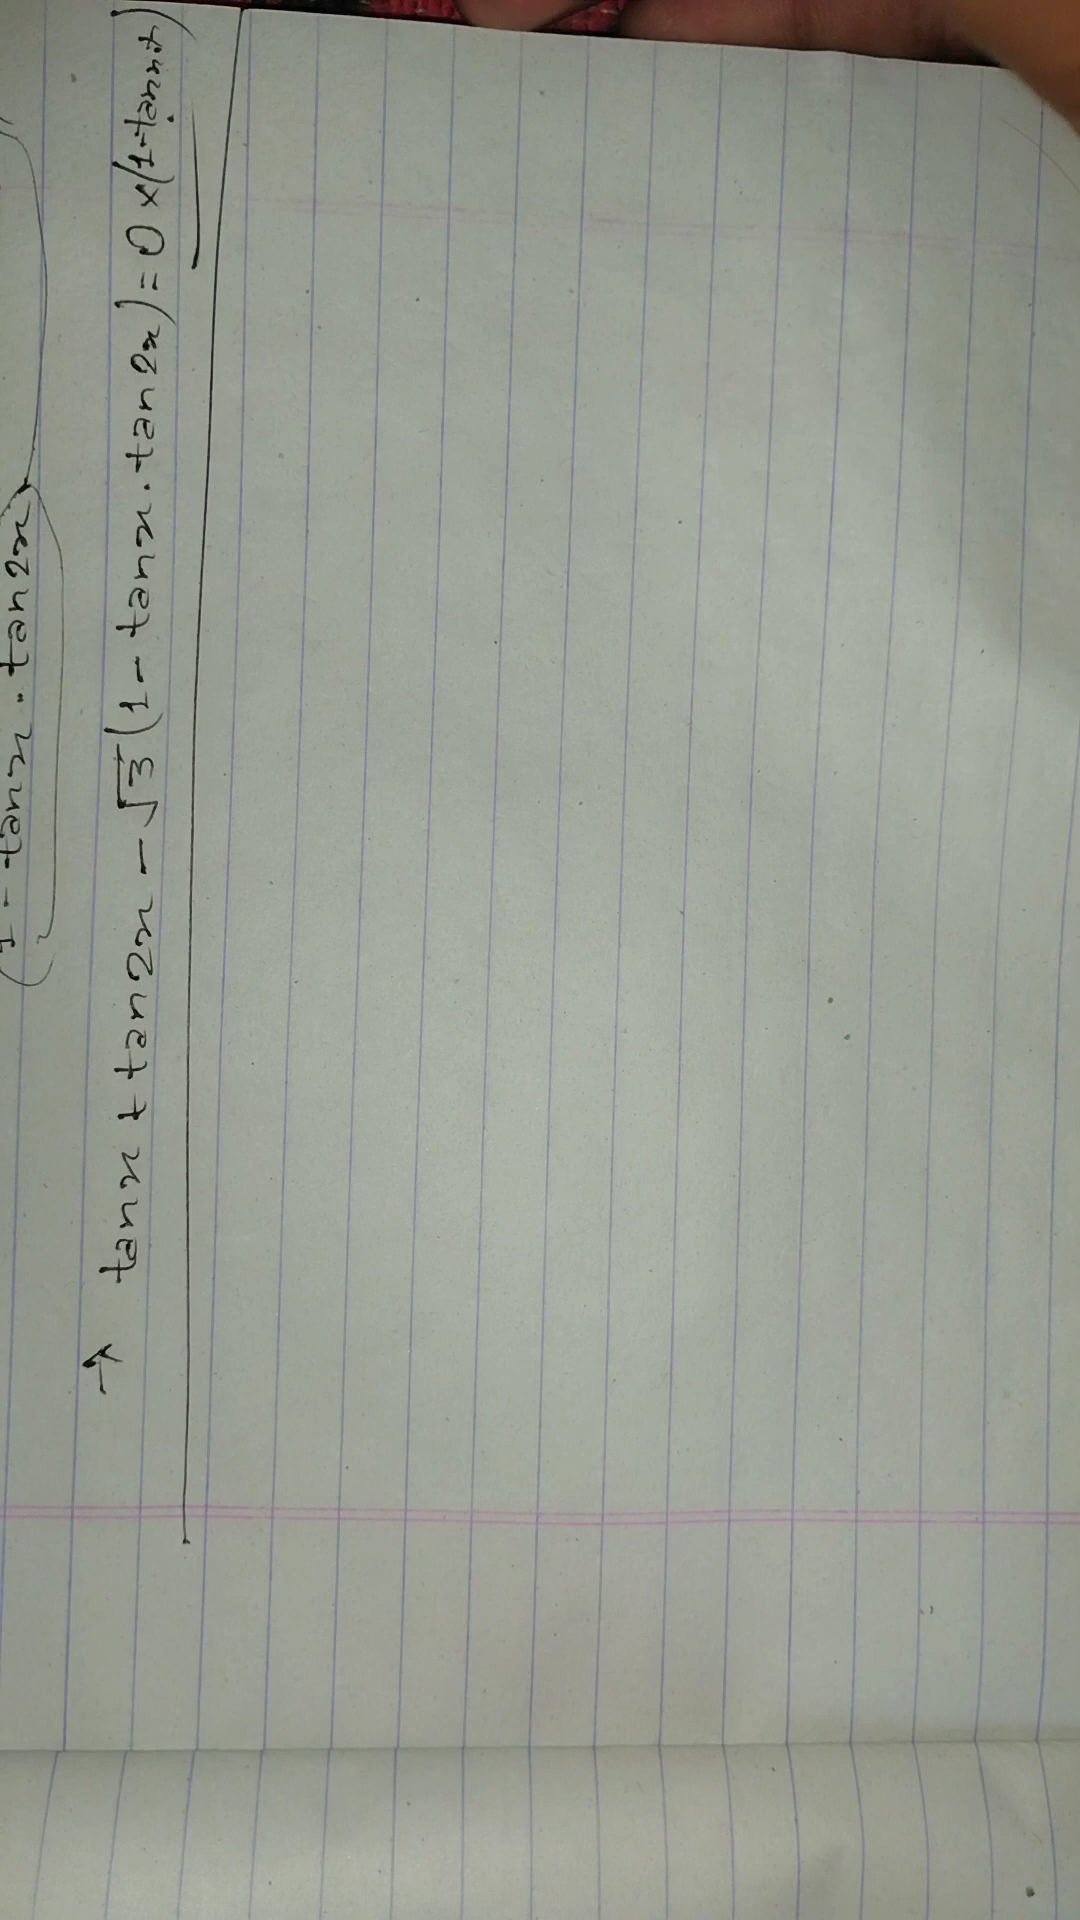 (1 - tanx . tan2x)
→ tanx + tan2x - √3 (1 - tanx . tan2x) = 0 x (1-tanx